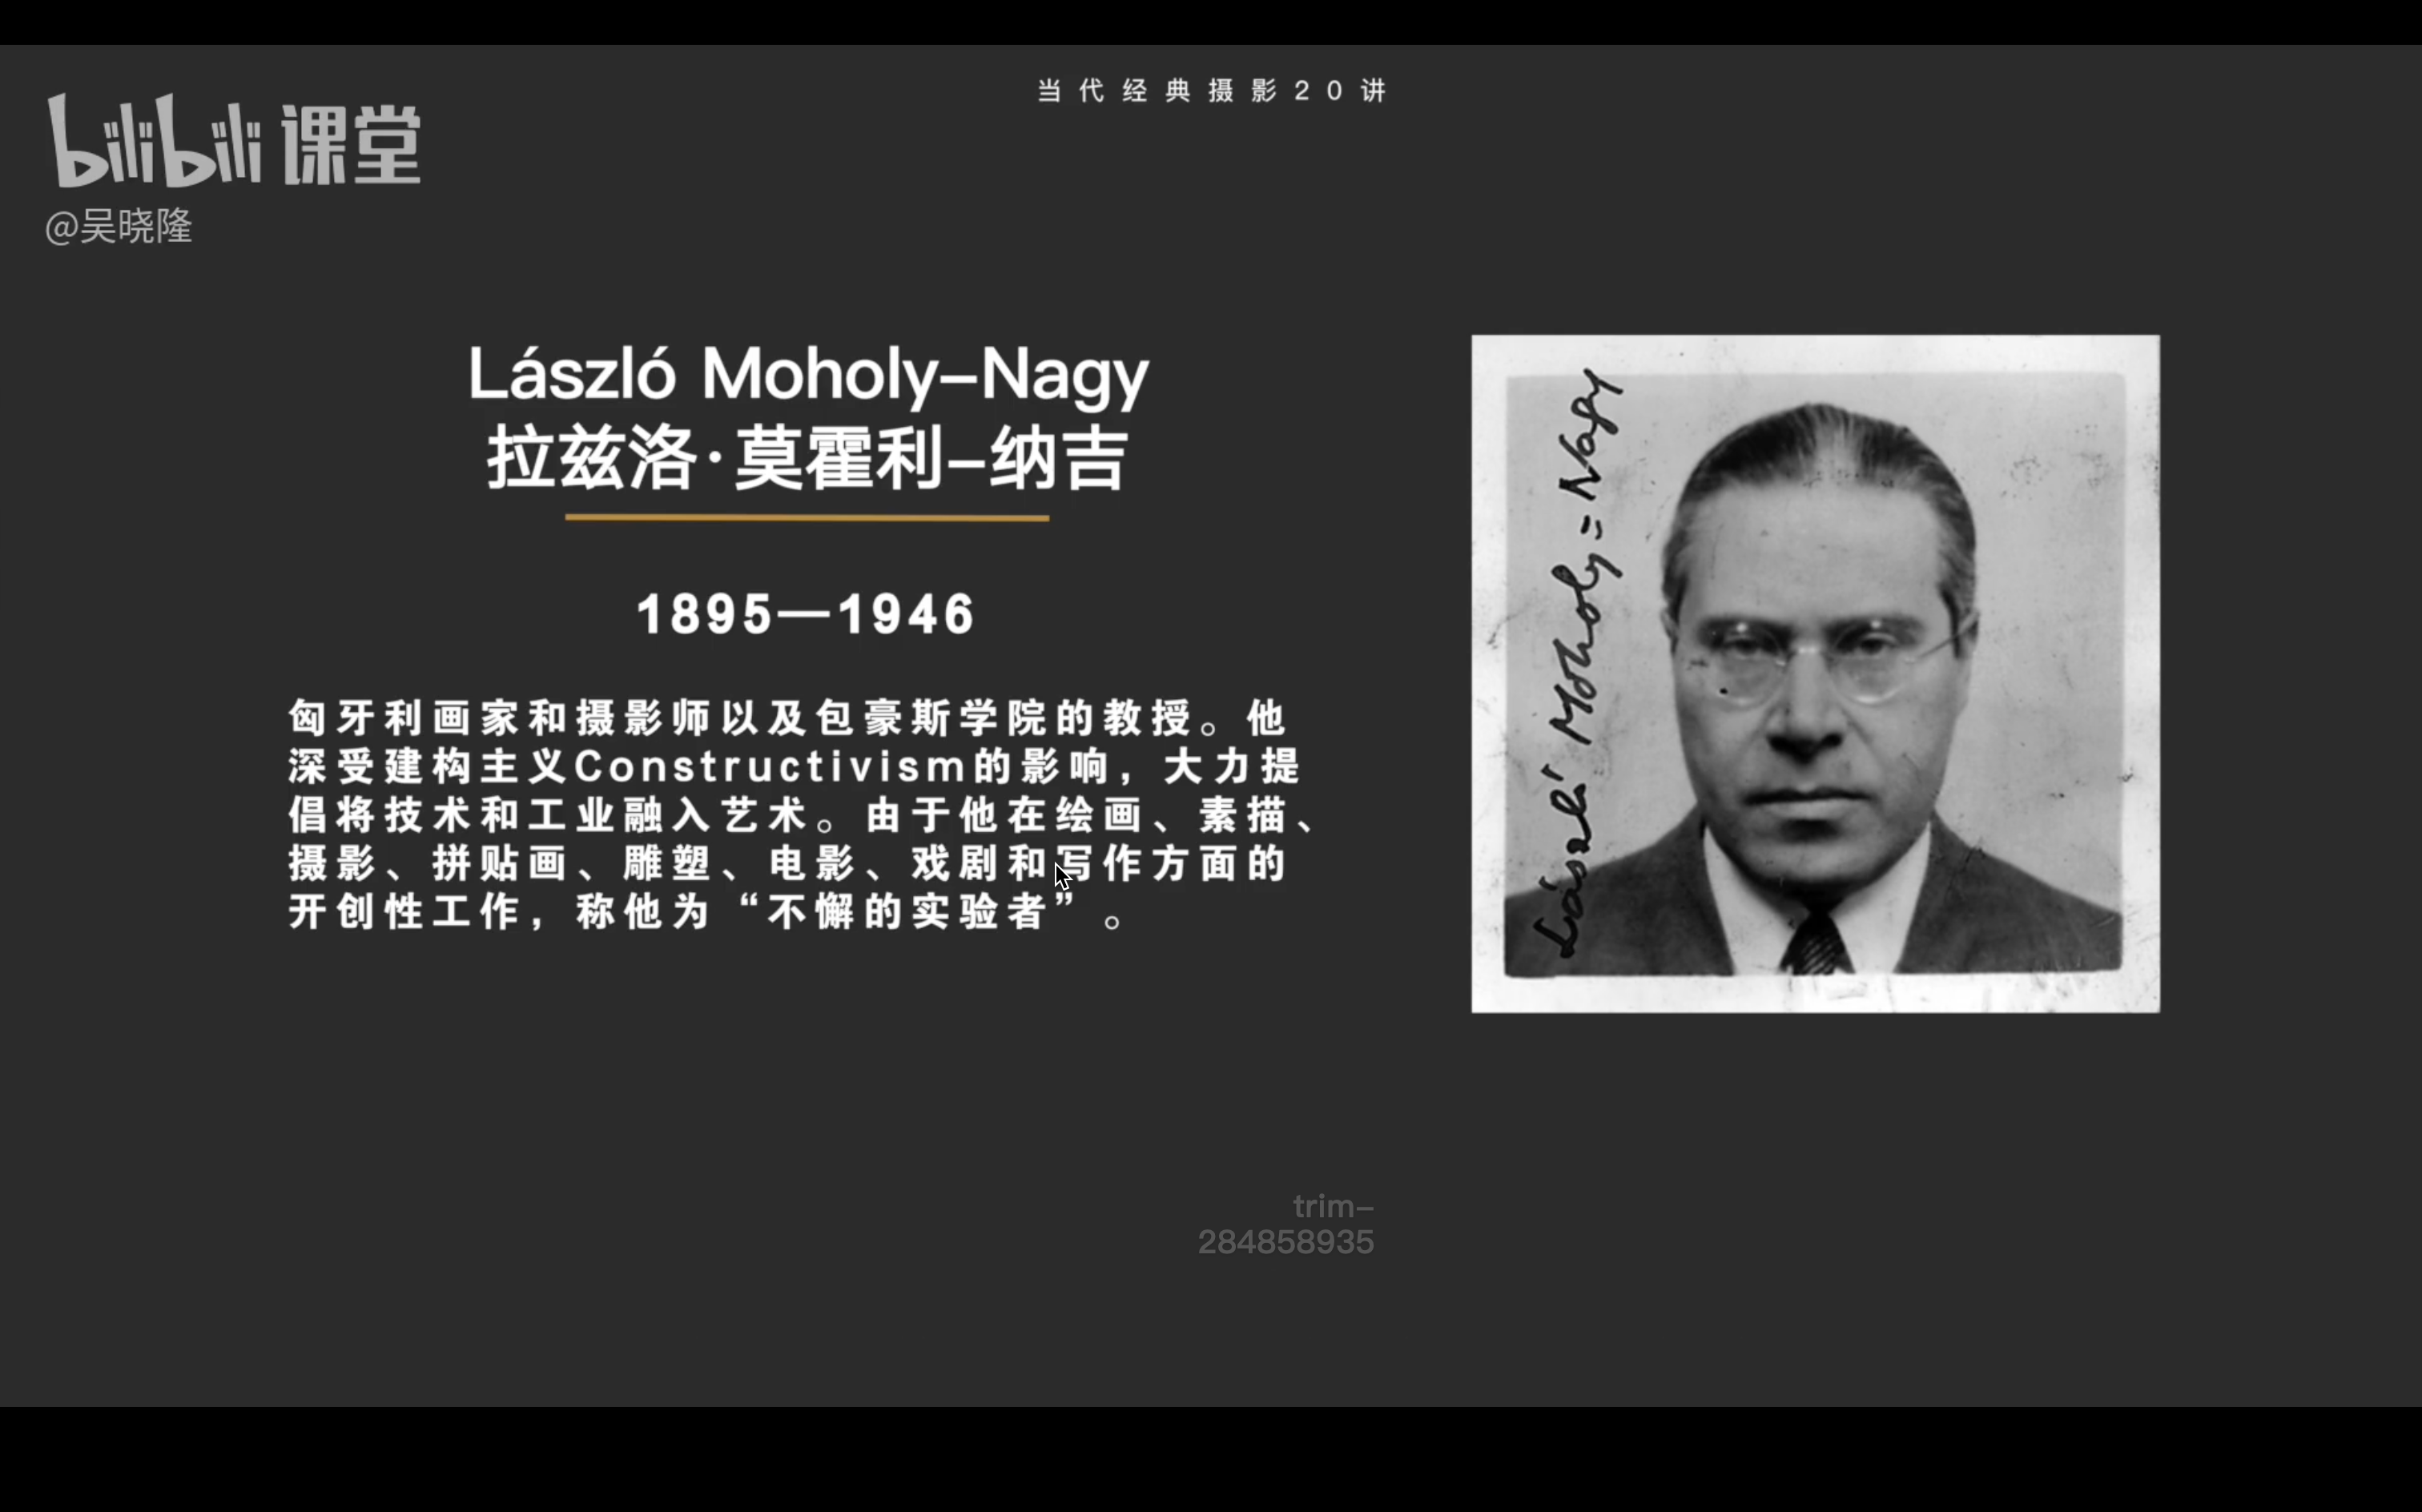 当代经典摄影20讲
bilibili 课堂
@吴晓隆
László Moholy-Nagy
拉兹洛·莫霍利-纳吉
1895—1946
匈牙利画家和摄影师以及包豪斯学院的教授。他
深受建构主义Constructivism的影响，大力提
倡将技术和工业融入艺术。由于他在绘画、素描、
摄影、拼贴画、雕塑、电影、戏剧和写作方面的
开创性工作，称他为“不懈的实验者”。
László Moholy=Nagy
trim-
284858935